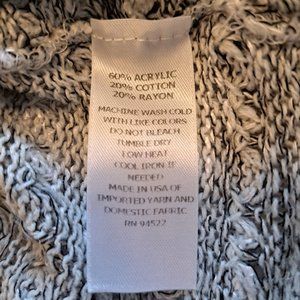 60% ACRYLIC
20% COTTON
20% RAYON
MACHINE WASH COLD
WITH LIKE COLORS
DO NOT BLEACH
TUMBLE DRY
LOW HEAT
COOL IRON IF
NEEDED
MADE IN USA OF
IMPORTED YARN AND
DOMESTIC FABRIC
RN 94522